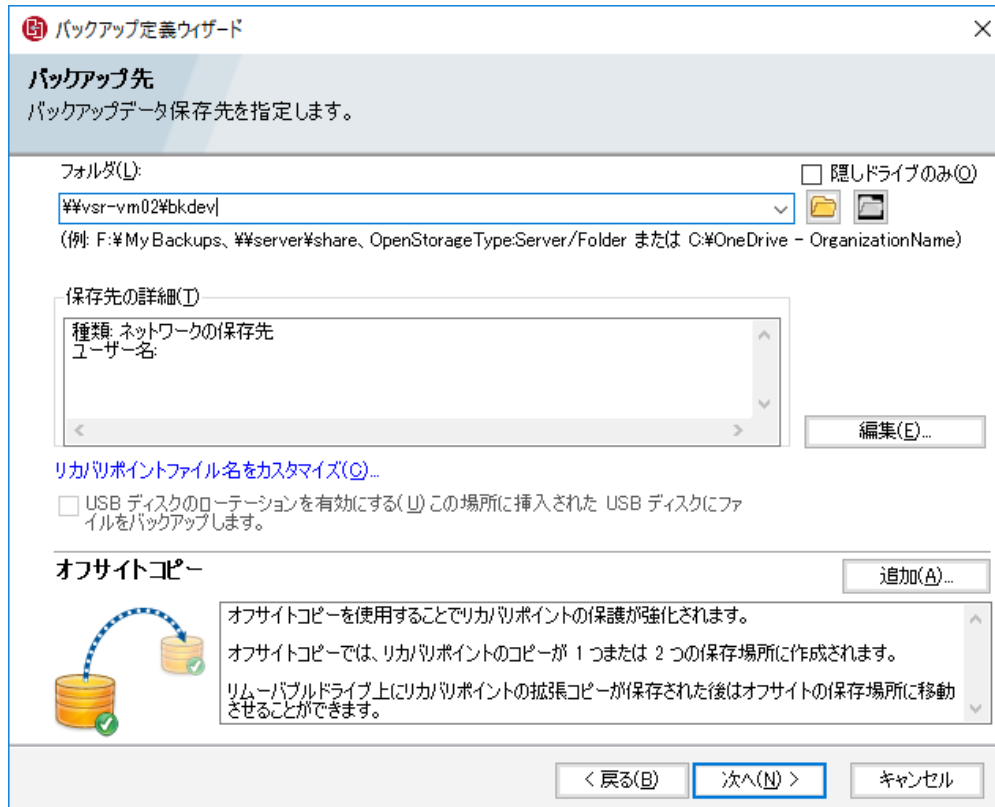 バックアップ定義ウィザード
バックアップ先
バックアップデータ保存先を指定します。
フォルダ(L):
隠しドライブのみ(O)
¥¥vsr-vm02¥bkdev
(例: F:¥MyBackups、¥¥server¥share、OpenStorageType:Server/Folder または C:¥OneDrive - OrganizationName)
保存先の詳細(T)
種類: ネットワークの保存先
ユーザー名:
編集(E)...
リカバリポイントファイル名をカスタマイズ(C)...
USB ディスクのローテーションを有効にする(U) この場所に挿入された USB ディスクにファ
イルをバックアップします。
オフサイトコピー
追加(A)...
オフサイトコピーを使用することでリカバリポイントの保護が強化されます。
オフサイトコピーでは、リカバリポイントのコピーが 1 つまたは 2 つの保存場所に作成されます。
リムーバブルドライブ上にリカバリポイントの拡張コピーが保存された後はオフサイトの保存場所に移動
させることができます。
< 戻る(B)
次へ(N) >
キャンセル